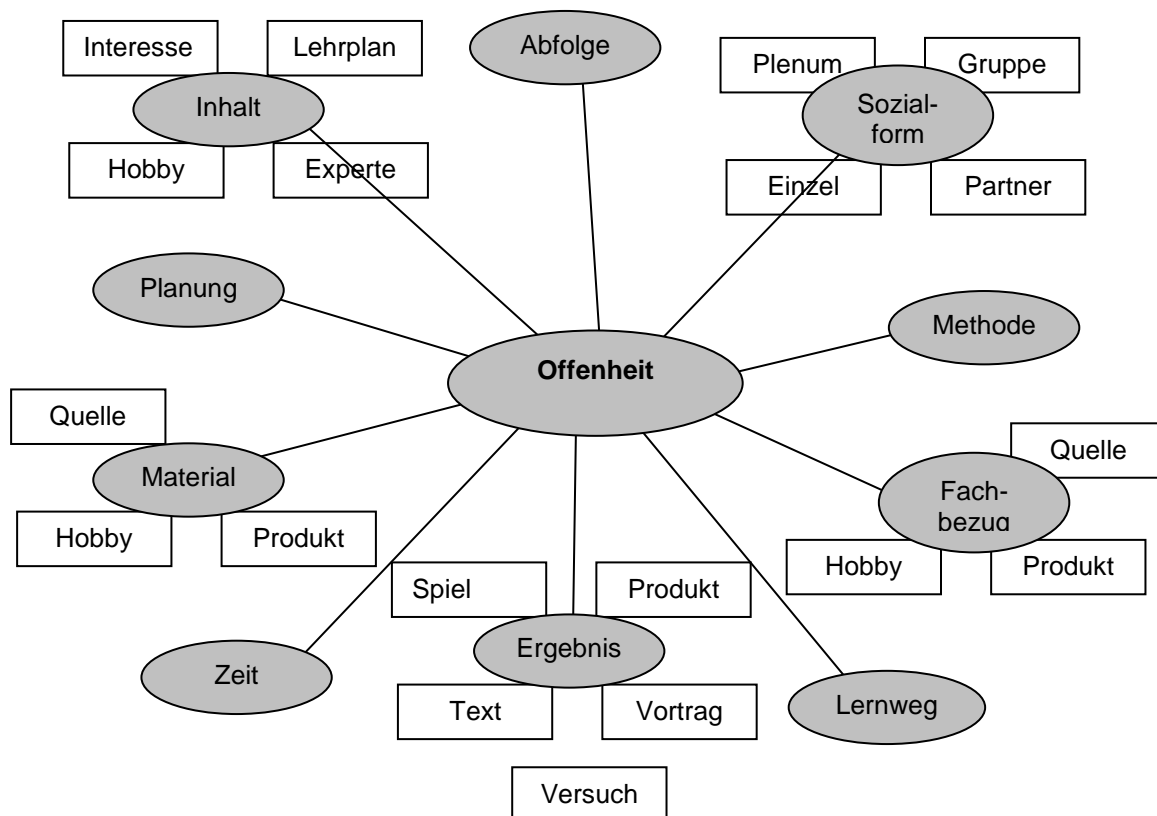 Interesse
Lehrplan
Abfolge
Plenum
Gruppe
Inhalt
Sozial-
form
Hobby
Experte
Einzel
Partner
Planung
Methode
Offenheit
Quelle
Quelle
Material
Fach-
bezug
Hobby
Produkt
Hobby
Produkt
Spiel
Produkt
Ergebnis
Zeit
Text
Vortrag
Lernweg
Versuch